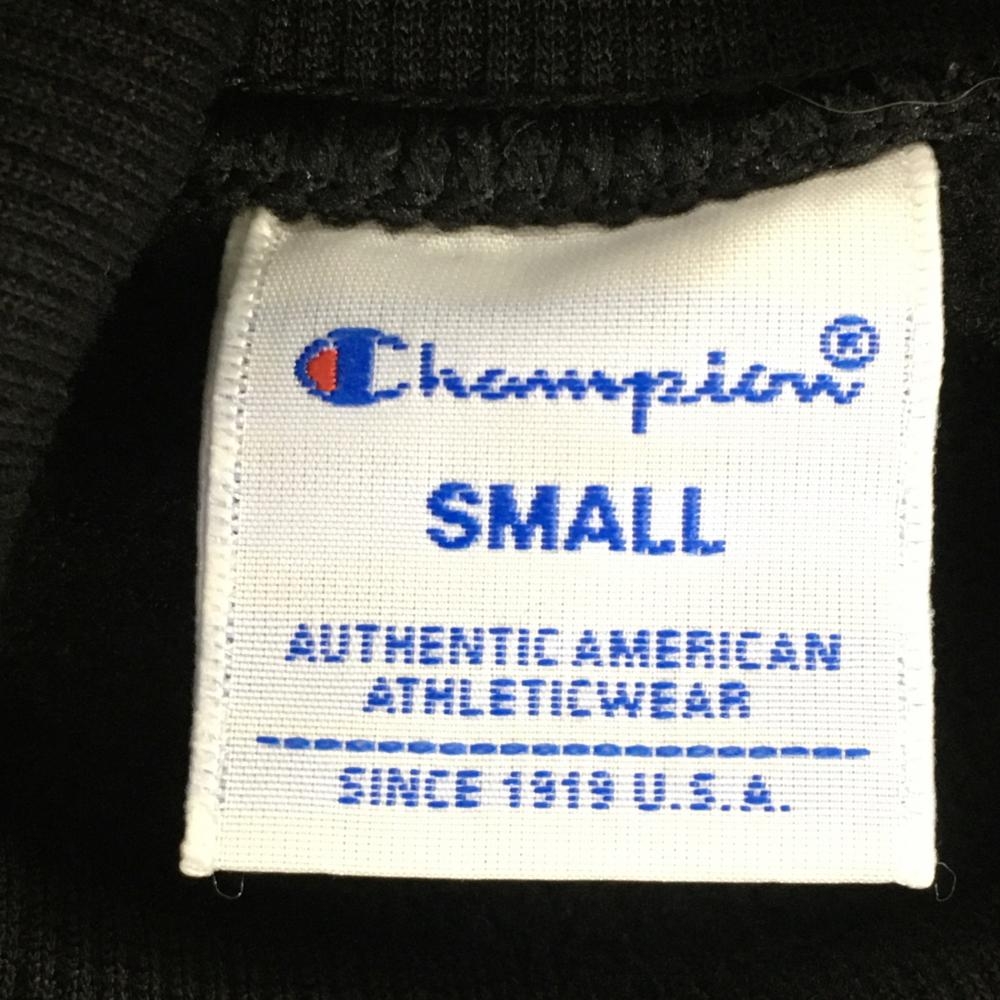 Champion®
SMALL
AUTHENTIC AMERICAN
ATHLETICWEAR
SINCE 1919 U.S.A.